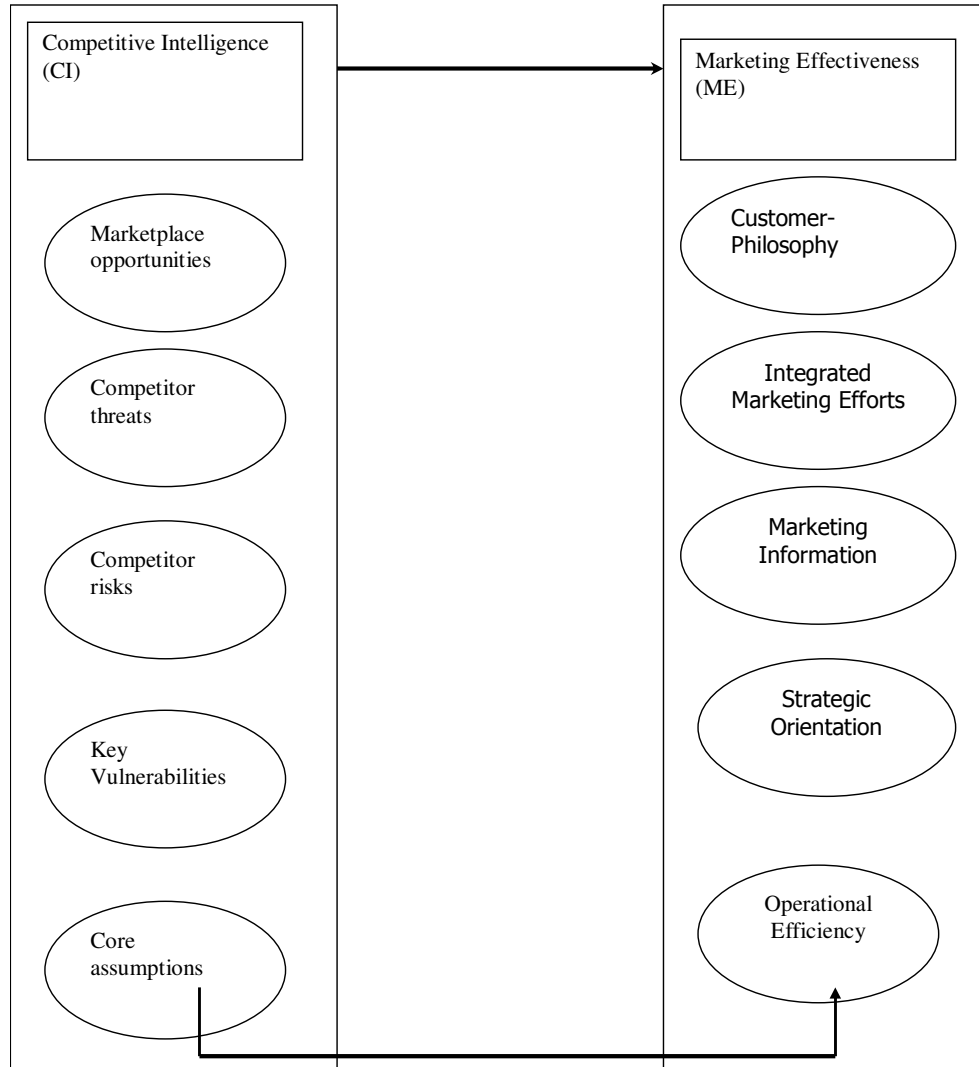 Competitive Intelligence
(CI)
Marketplace
opportunities
Competitor
threats
Competitor
risks
Key
Vulnerabilities
Core
assumptions
Marketing Effectiveness
(ME)
Customer-
Philosophy
Integrated
Marketing Efforts
Marketing
Information
Strategic
Orientation
Operational
Efficiency